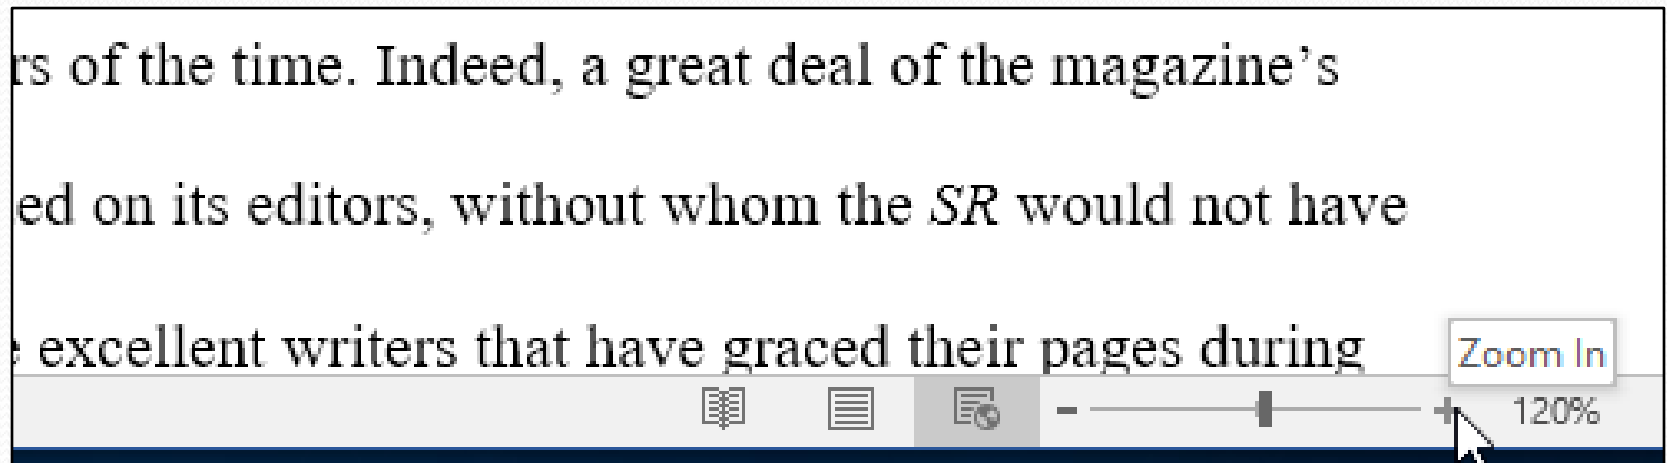 rs of the time. Indeed, a great deal of the magazine’s
ed on its editors, without whom the SR would not have
excellent writers that have graced their pages during
Zoom In
120%